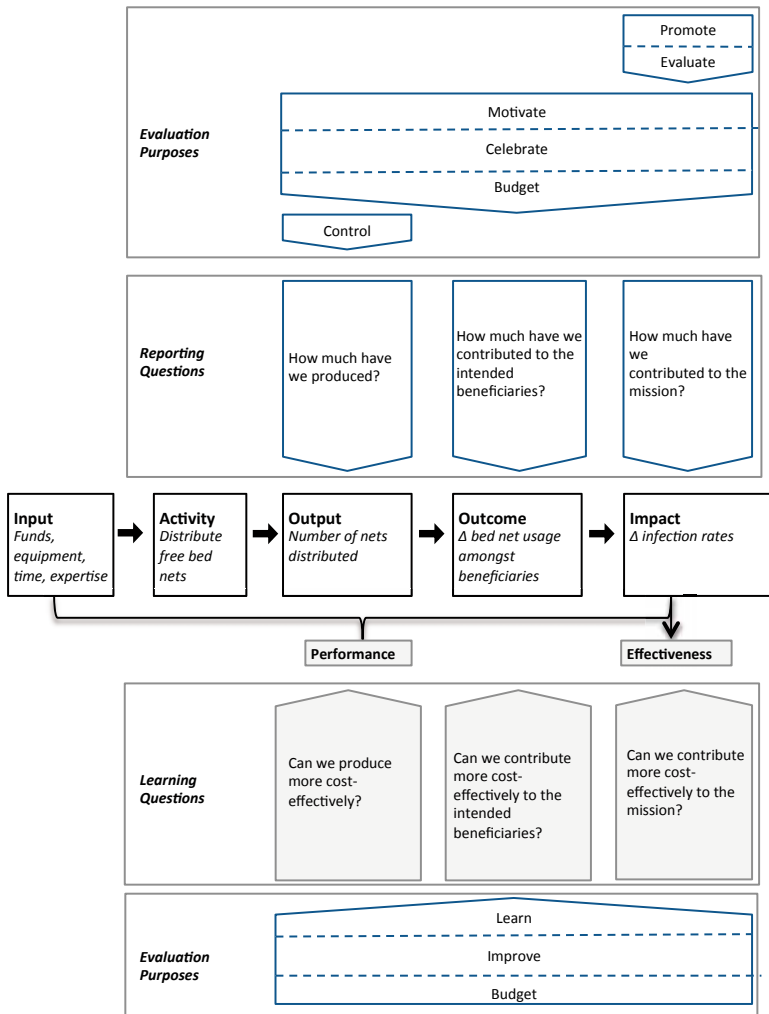 Promote
Evaluate
Evaluation
Purposes
Motivate
Celebrate
Budget
Control
Reporting
Questions
How much have
we produced?
How much have we
contributed to the
intended
beneficiaries?
How much have
we
contributed to the
mission?
Input
Funds,
equipment,
time, expertise
Activity
Distribute
free bed
nets
Output
Number of nets
distributed
Outcome
Δ bed net usage
amongst
beneficiaries
Impact
Δ infection rates
Performance
Effectiveness
Learning
Questions
Can we produce
more cost-
effectively?
Can we contribute
more cost-
effectively to the
intended
beneficiaries?
Can we contribute
more cost-
effectively to the
mission?
Evaluation
Purposes
Learn
Improve
Budget